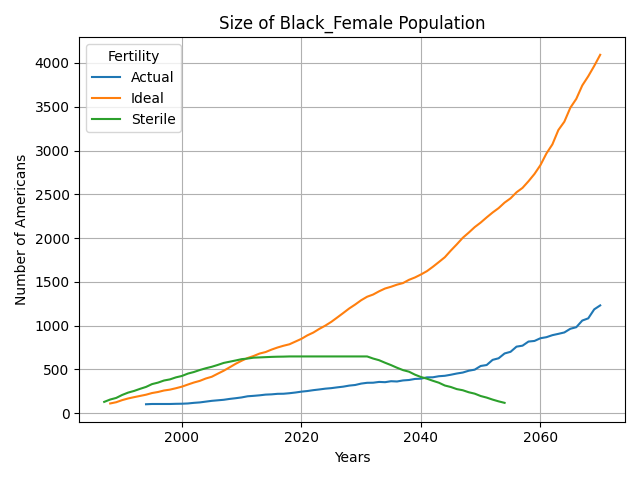 Size of Black_Female Population
Fertility
Actual
Ideal
Sterile
Number of Americans
4000
3500
3000
2500
2000
1500
1000
500
0
2000
2020
2040
2060
Years